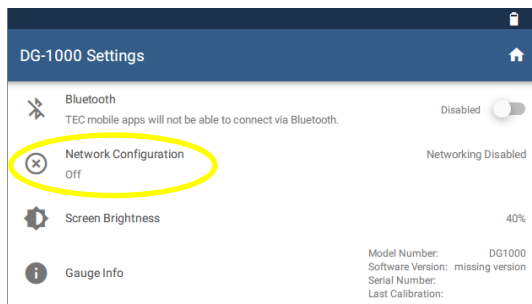 DG-1000 Settings
Bluetooth
Disabled
TEC mobile apps will not be able to connect via Bluetooth.
Network Configuration
Networking Disabled
Off
Screen Brightness
40%
Gauge Info
Model Number: DG1000
Software Version: missing version
Serial Number:
Last Calibration: